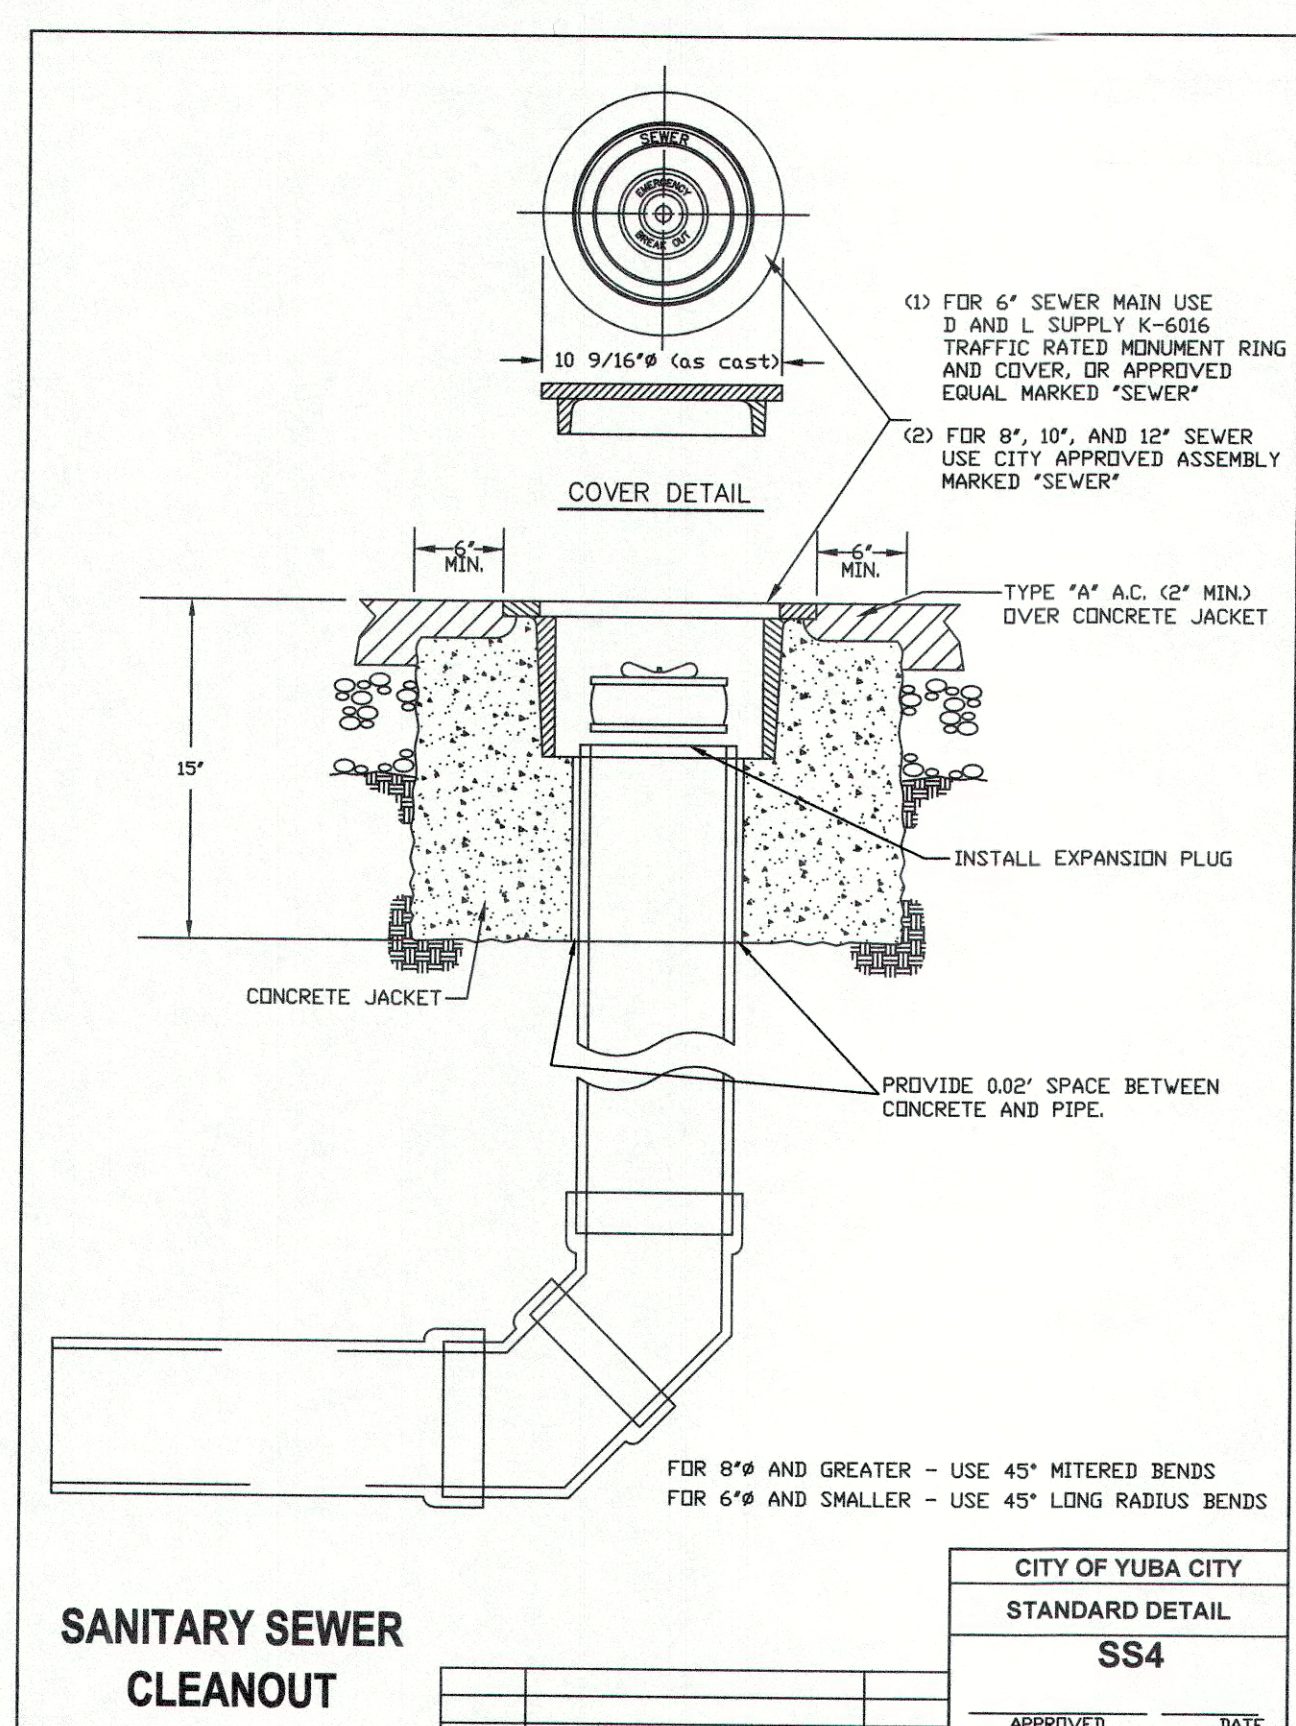 SEWER
EMERGENCY
BREAK OUT
10 9/16"ø (as cast)
COVER DETAIL
(1) FOR 6" SEWER MAIN USE
D AND L SUPPLY K-6016
TRAFFIC RATED MONUMENT RING
AND COVER, OR APPROVED
EQUAL MARKED "SEWER"
(2) FOR 8", 10", AND 12" SEWER
USE CITY APPROVED ASSEMBLY
MARKED "SEWER"
6"
MIN.
6"
MIN.
TYPE "A" A.C. (2" MIN.)
OVER CONCRETE JACKET
15"
INSTALL EXPANSION PLUG
CONCRETE JACKET
PROVIDE 0.02' SPACE BETWEEN
CONCRETE AND PIPE.
FOR 8"ø AND GREATER - USE 45° MITERED BENDS
FOR 6"ø AND SMALLER - USE 45° LONG RADIUS BENDS
SANITARY SEWER
CLEANOUT
CITY OF YUBA CITY
STANDARD DETAIL
SS4
APPROVED DATE